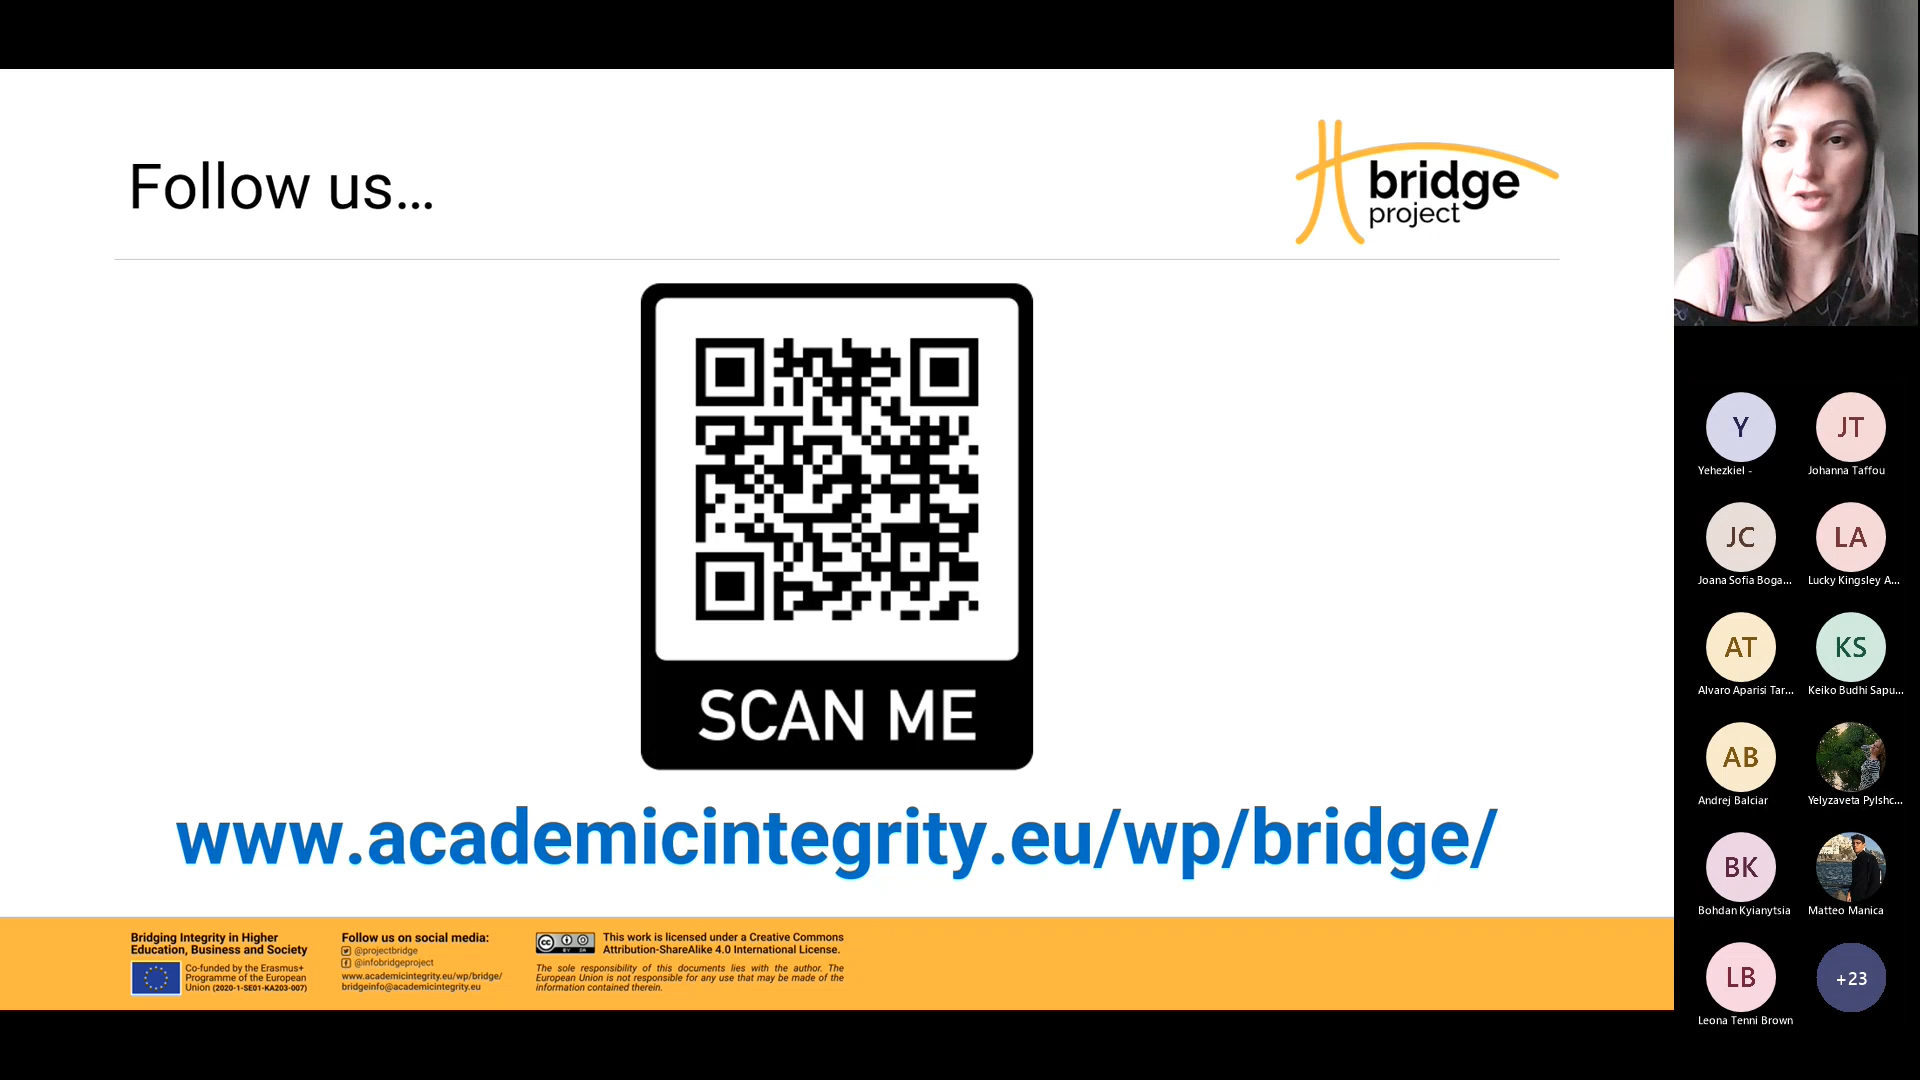 Follow us...
bridge
project
SCAN ME
www.academicintegrity.eu/wp/bridge/
Bridging Integrity in Higher
Education, Business and Society
Co-funded by the Erasmus+
Programme of the European
Union (2020-1-SE01-KA203-007)
Follow us on social media:
@projectbridge
@infobridgeproject
www.academicintegrity.eu/wp/bridge/
bridgeinfo@academicintegrity.eu
cc
BY SA
This work is licensed under a Creative Commons
Attribution-ShareAlike 4.0 International License.
The sole responsibility of this documents lies with the author. The
European Union is not responsible for any use that may be made of the
information contained therein.
Y
JT
Yehezkiel -
Johanna Taffou
JC
LA
Joana Sofia Boga...
Lucky Kingsley A...
AT
KS
Alvaro Aparisi Tar...
Keiko Budhi Sapu...
AB
Andrej Balciar
Yelyzaveta Pylshc...
BK
Bohdan Kyianytsia
Matteo Manica
LB
+23
Leona Tenni Brown